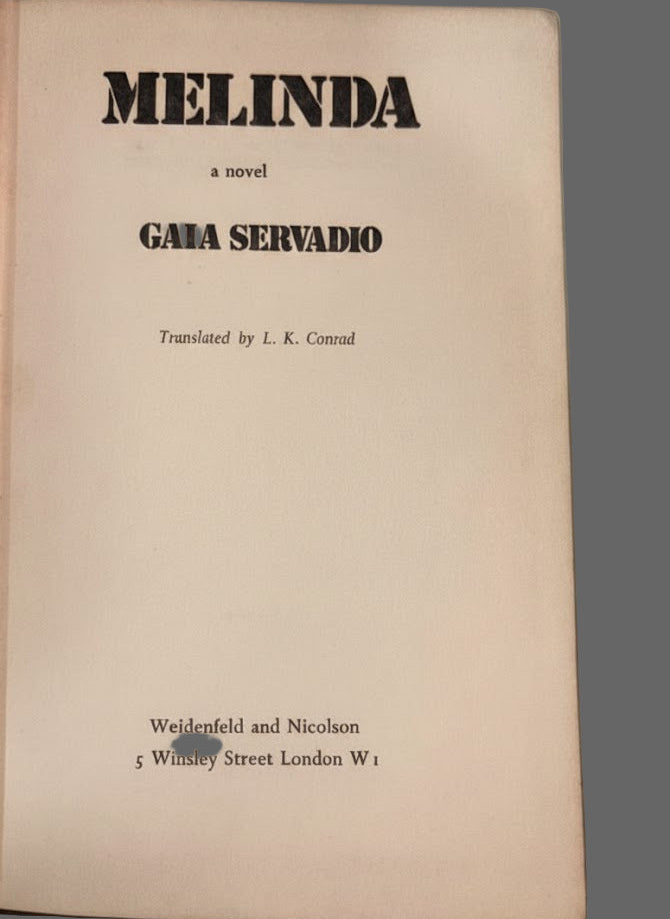 MELINDA
a novel
GAIA SERVADIO
Translated by L. K. Conrad
Weidenfeld and Nicolson
5 Winsley Street London W1